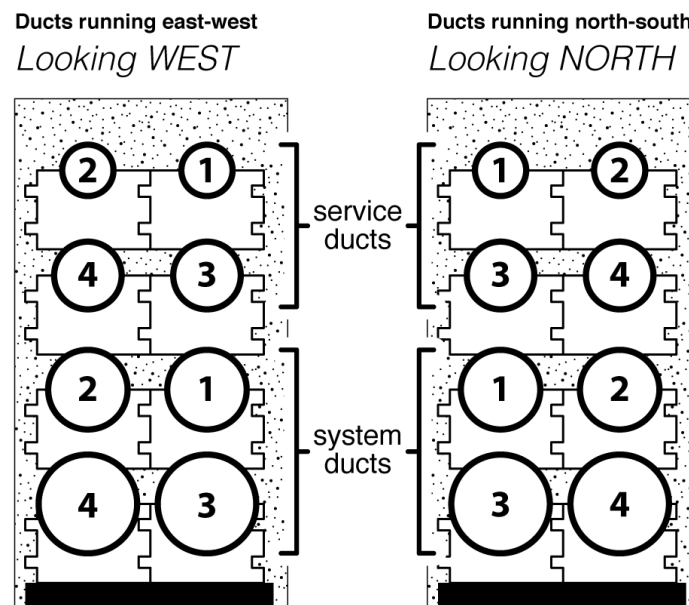 Ducts running east-west
Looking WEST
2 1
4 3
2 1
4 3
service
ducts
system
ducts
Ducts running north-south
Looking NORTH
1 2
3 4
1 2
3 4